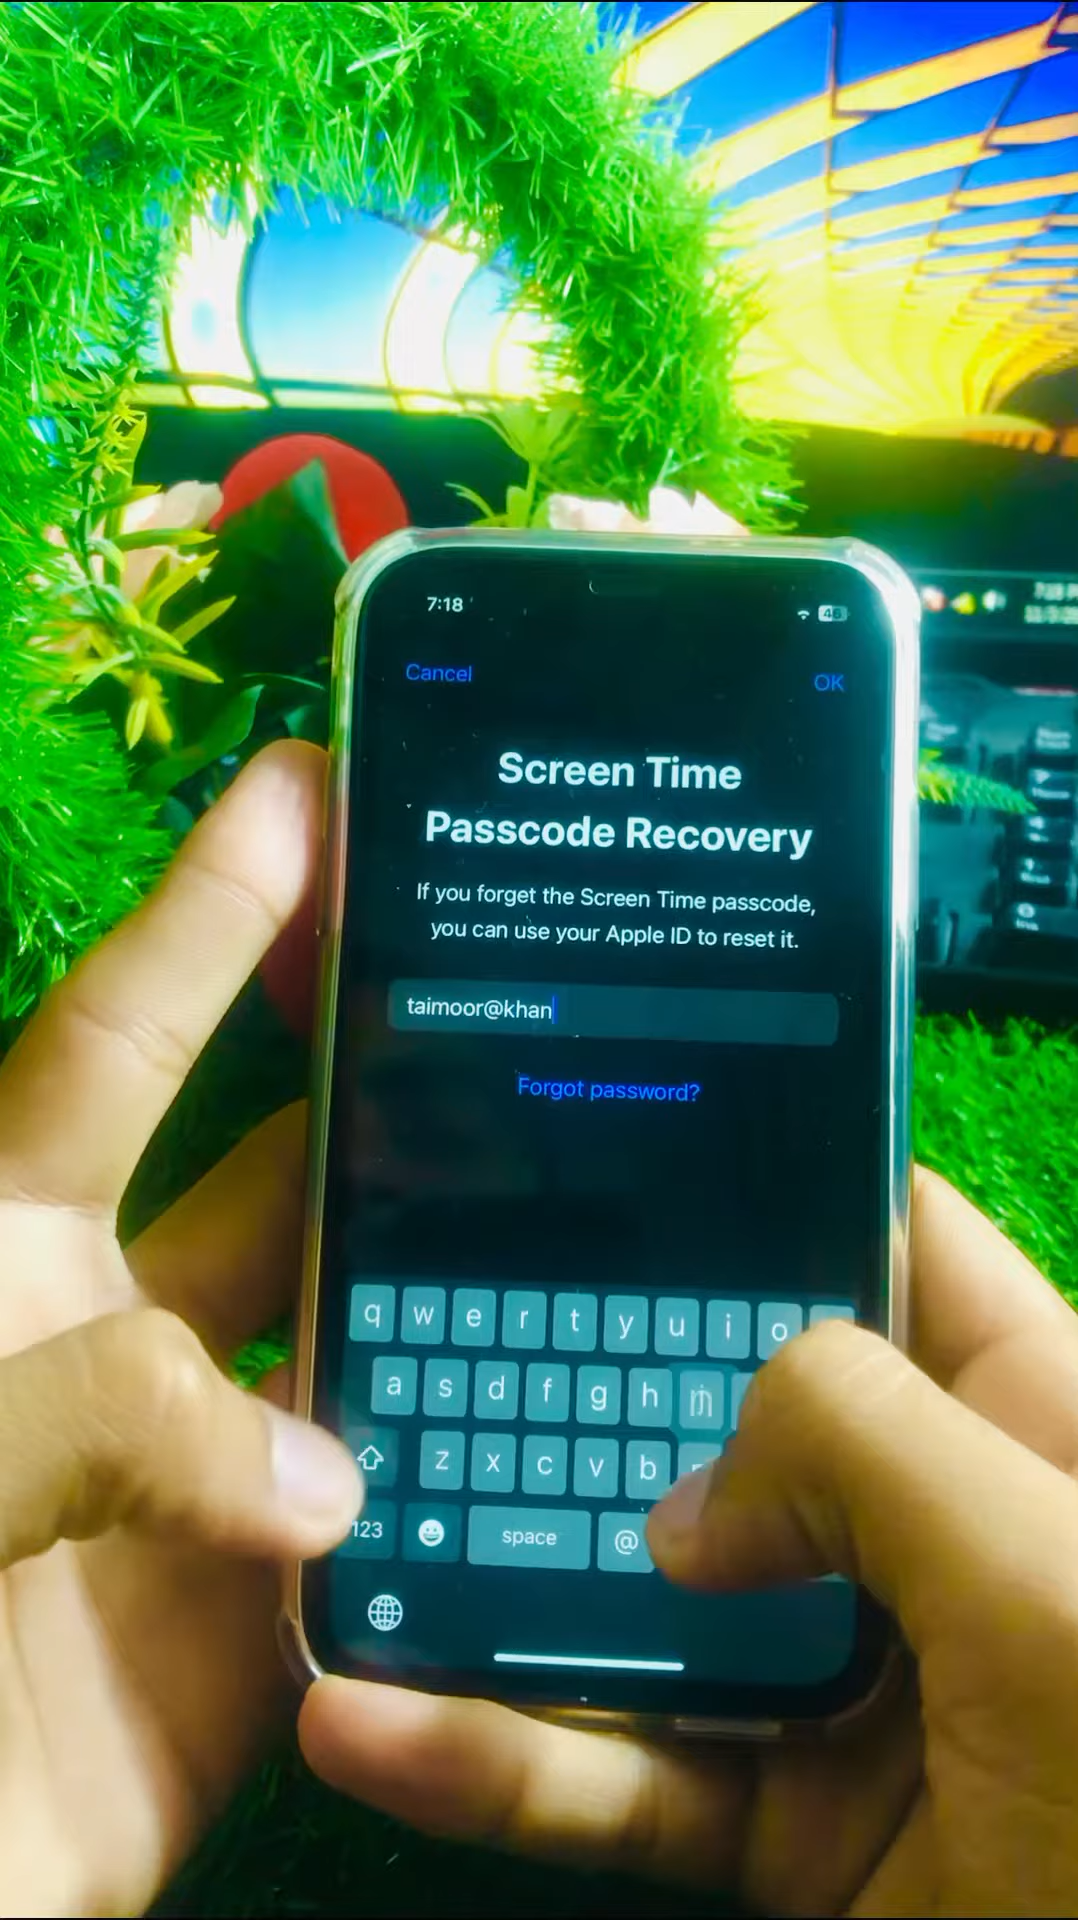 7:18
46
Cancel
OK
Screen Time
Passcode Recovery
If you forget the Screen Time passcode,
you can use your Apple ID to reset it.
taimoor@khan
Forgot password?
q w e r t y u i o
a s d f g h
z x c v b
123 space @